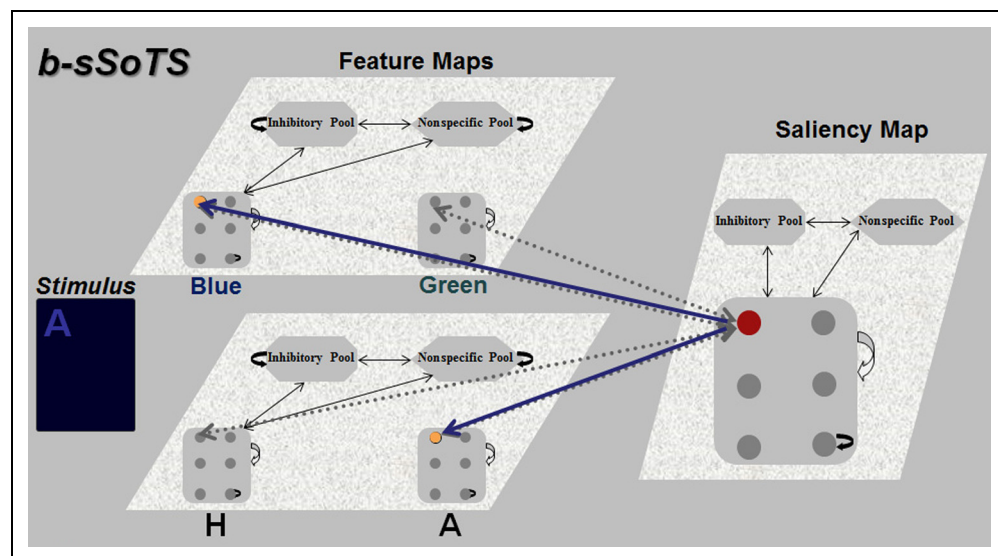 b-sSoTS
Feature Maps
Inhibitory Pool
Nonspecific Pool
Saliency Map
Inhibitory Pool
Nonspecific Pool
Blue
Green
Stimulus
A
Inhibitory Pool
Nonspecific Pool
H
A